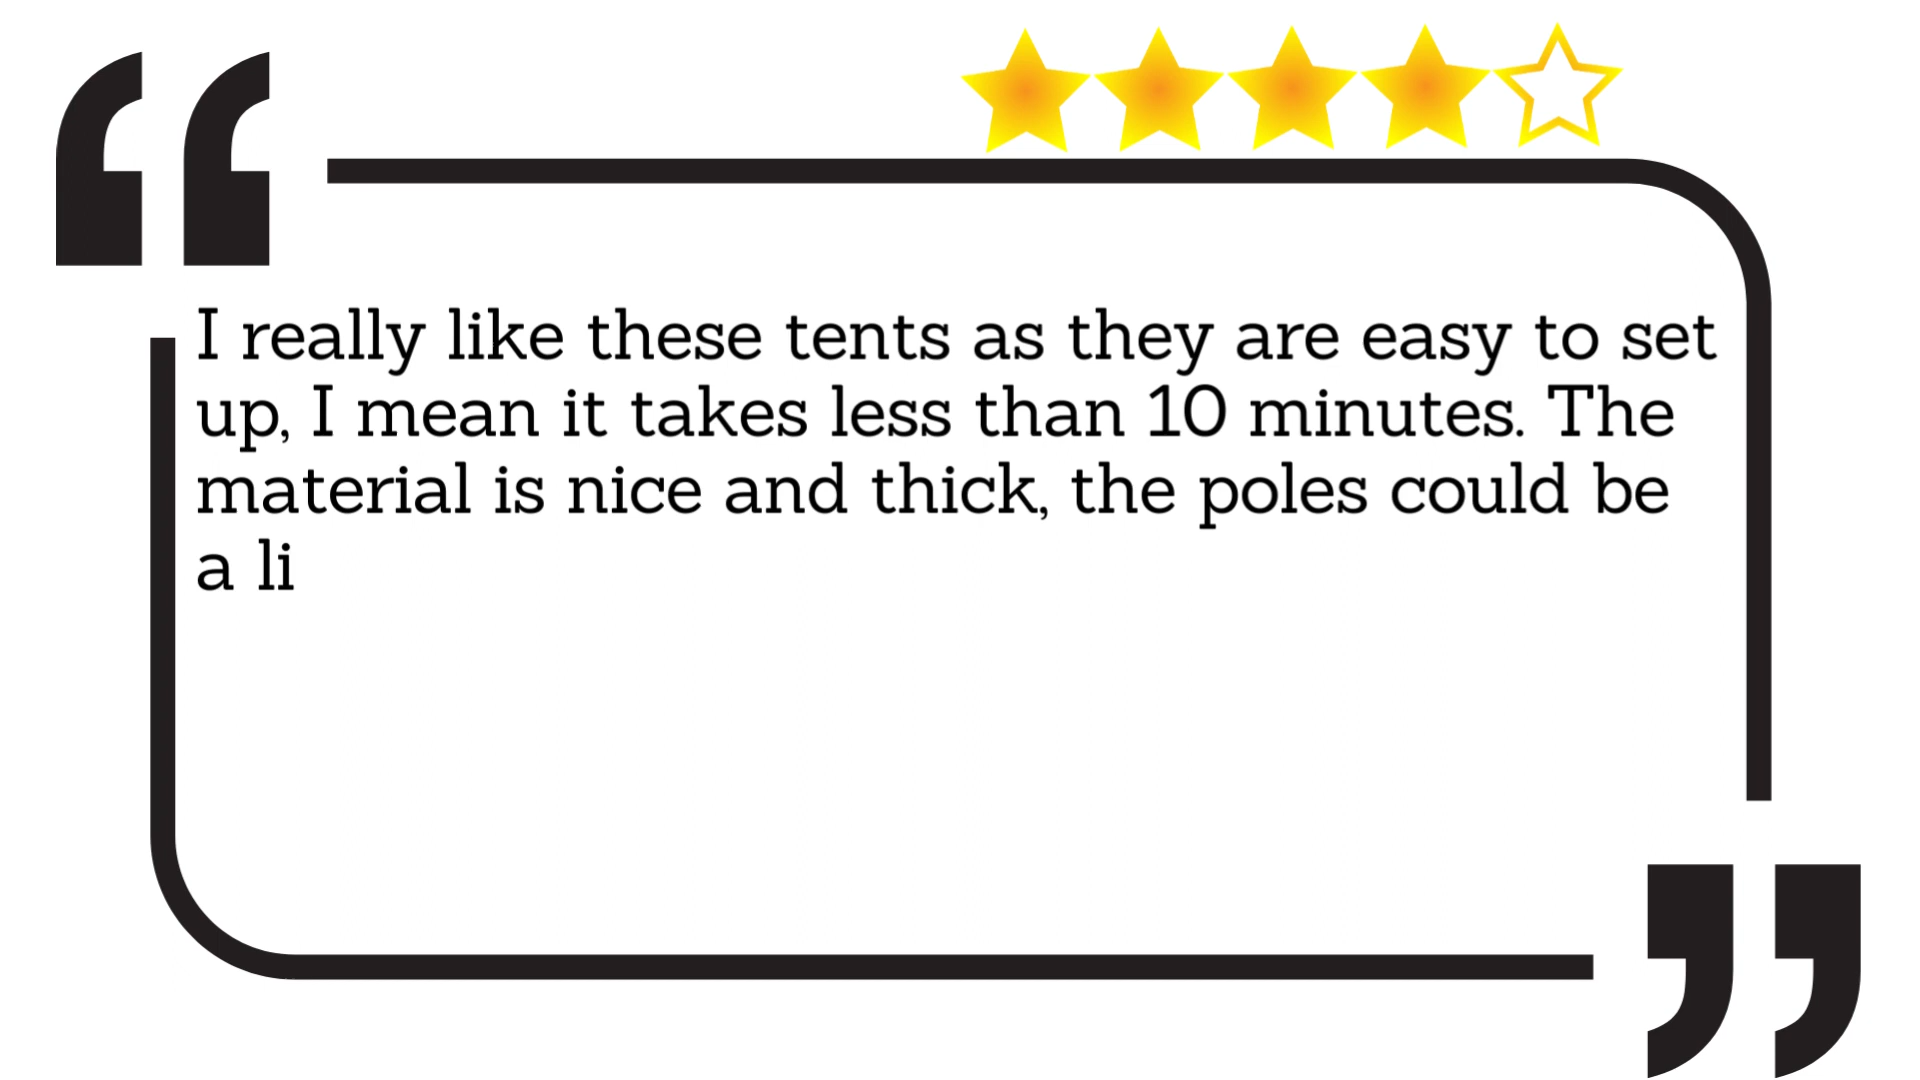 I really like these tents as they are easy to set
up, I mean it takes less than 10 minutes. The
material is nice and thick, the poles could be
a li